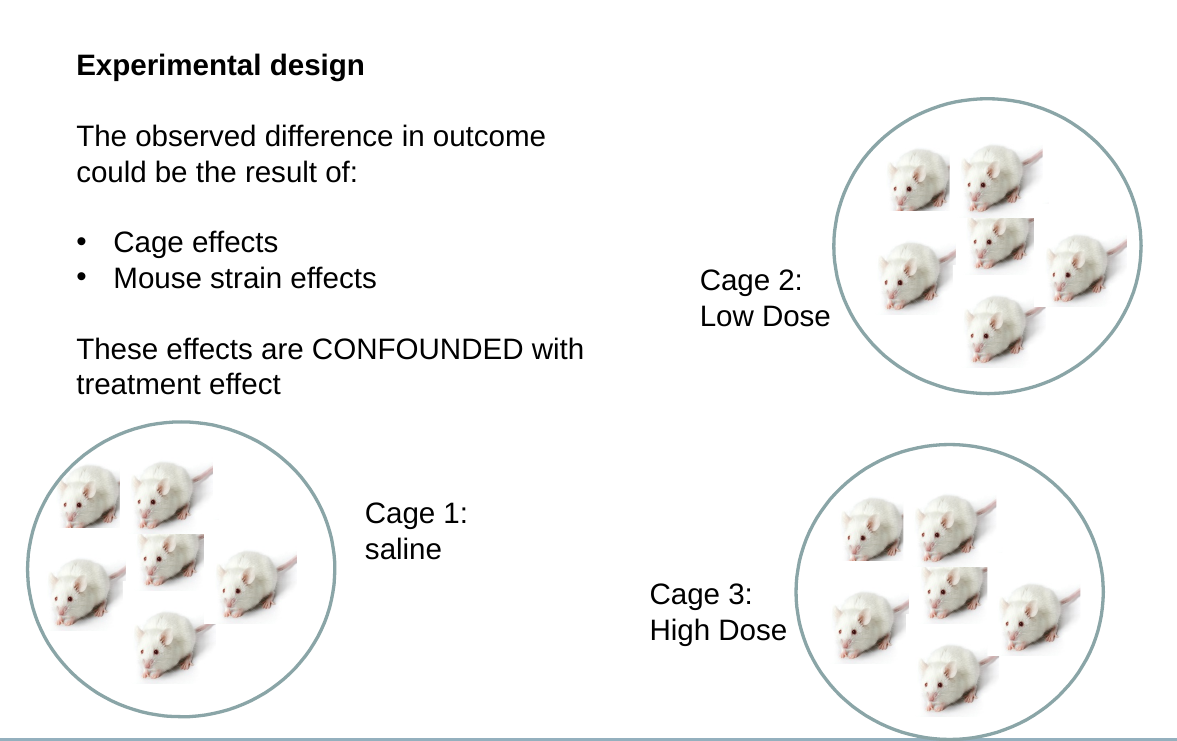 Experimental design
The observed difference in outcome
could be the result of:
• Cage effects
• Mouse strain effects
These effects are CONFOUNDED with
treatment effect
Cage 2:
Low Dose
Cage 1:
saline
Cage 3:
High Dose